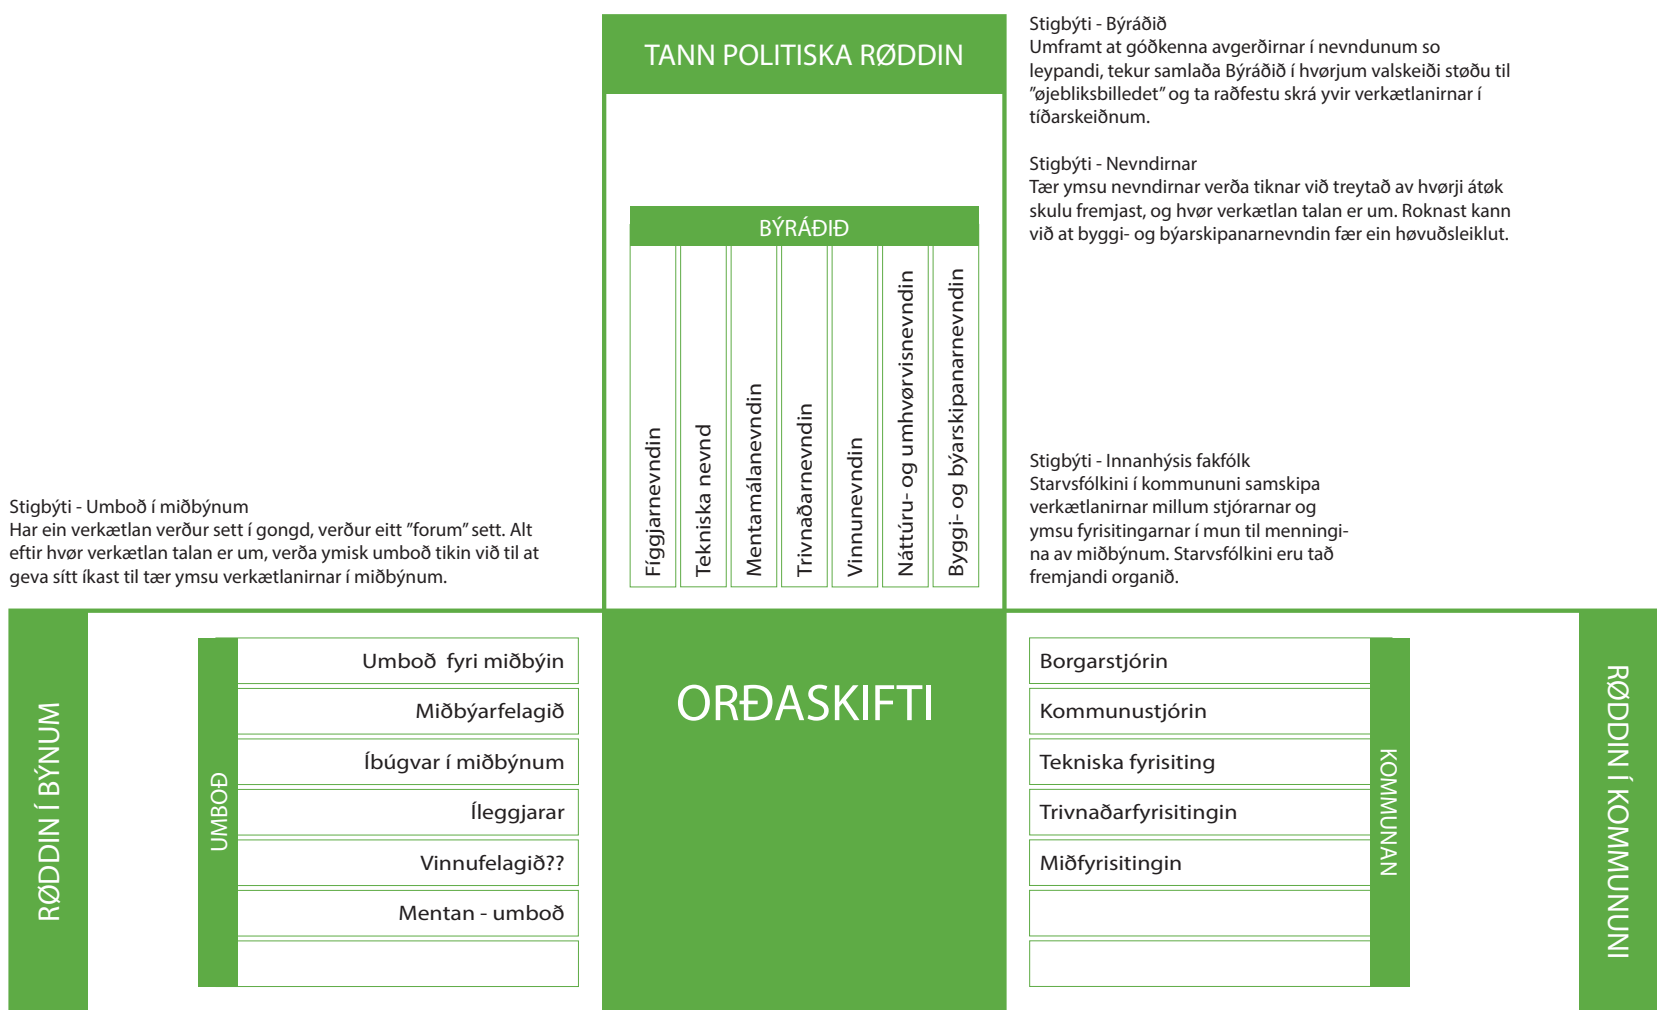 TANN POLITISKA RØDDIN
Stigbýti - Býráðið
Umframt at góðkenna avgerðirnar í nevndunum so
leypandi, tekur samlaða Býráðið í hvørjum valskeiði støðu til
”øjebliksbilledet” og ta raðfestu skrá yvir verkætlanirnar í
tíðarskeiðnum.
Stigbýti - Nevndirnar
Tær ymsu nevndirnar verða tiknar við treytað av hvørji átøk
skulu fremjast, og hvør verkætlan talan er um. Roknast kann
við at byggi- og býarskipanarnevndin fær ein høvuðsleiklut.
BÝRÁÐIÐ
Fíggjarnevndin
Tekniska nevnd
Mentamálanevndin
Trivnaðarnevndin
Vinnunevndin
Náttúru- og umhvørvisnevndin
Byggi- og býarskipanarnevndin
Stigbýti - Innanhýsis fakfólk
Starvsfólkini í kommununi samskipa
verkætlanirnar millum stjórarnar og
ymsu fyrisitingarnar í mun til menningi-
na av miðbýnum. Starvsfólkini eru tað
fremjandi organið.
Stigbýti - Umboð í miðbýnum
Har ein verkætlan verður sett í gongd, verður eitt ”forum” sett. Alt
eftir hvør verkætlan talan er um, verða ymisk umboð tikin við til at
geva sítt íkast til tær ymsu verkætlanirnar í miðbýnum.
RØDDIN Í BÝNUM
UMBOÐ
Umboð fyri miðbýin
Miðbýarfelagið
Íbúgvar í miðbýnum
Íleggjarar
Vinnufelagið??
Mentan - umboð
ORÐASKIFTI
Borgarstjórin
Kommunustjórin
Tekniska fyrisiting
Trivnaðarfyrisitingin
Miðfyrisitingin
KOMMUNAN
RØDDIN Í KOMMUNUNI